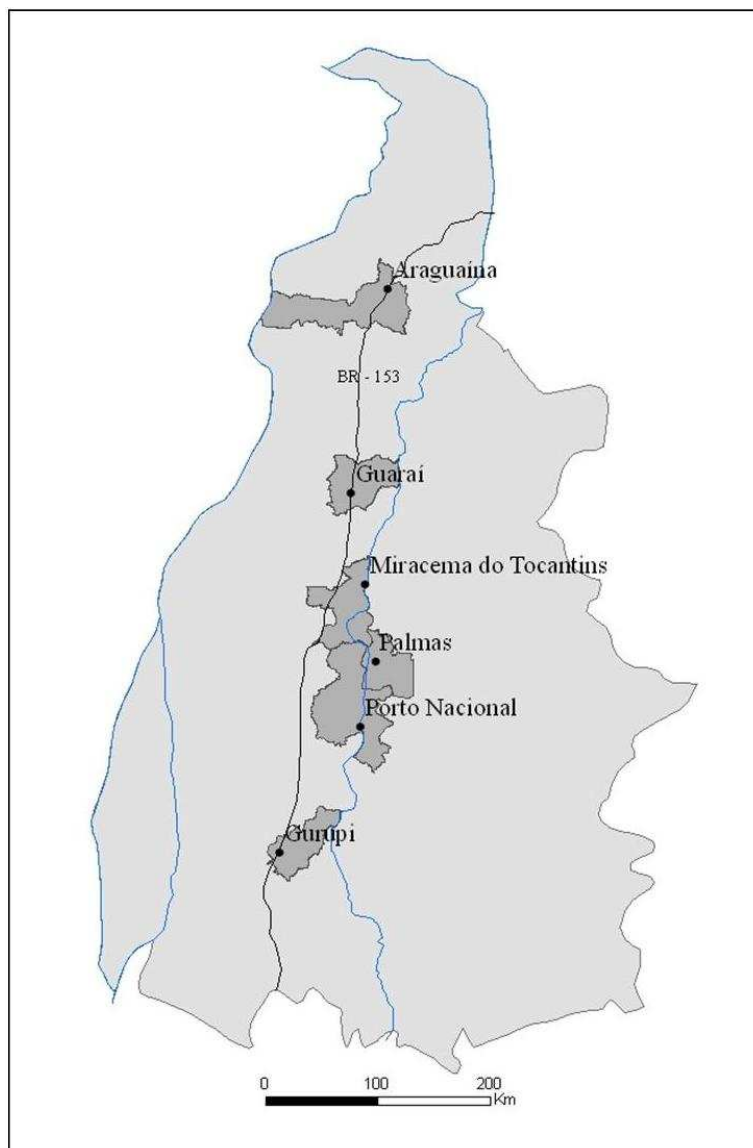 Araguaína
BR - 153
Guaraí
Miracema do Tocantins
Palmas
Porto Nacional
Gurupi
0 100 200
Km